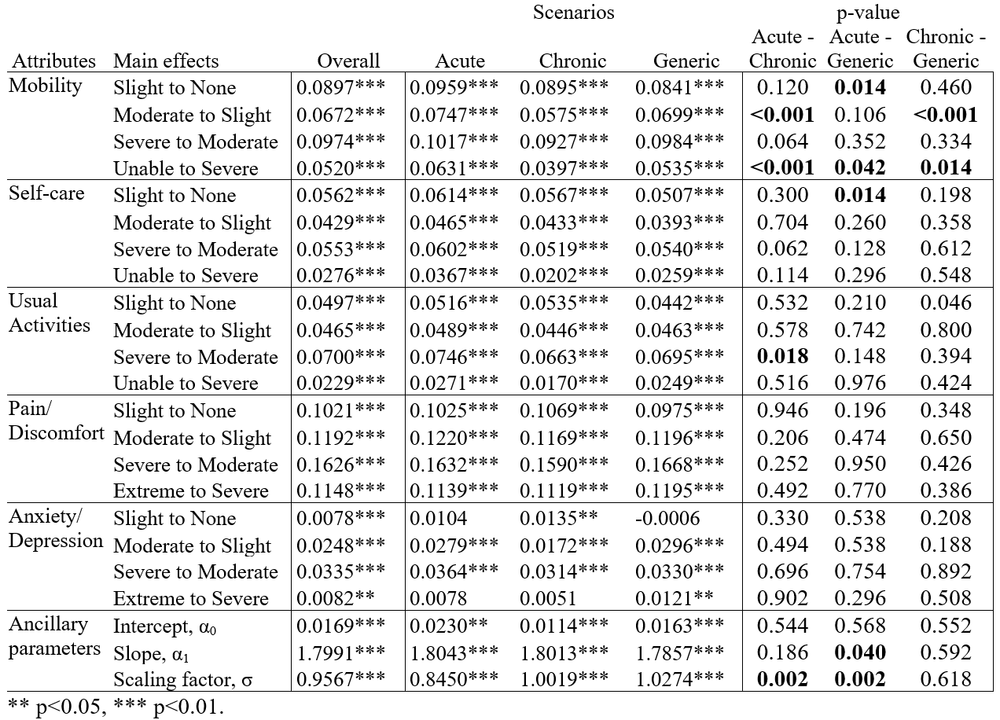 Scenarios p-value
Acute - Acute - Chronic -
Attributes Main effects Overall Acute Chronic Generic Chronic Generic Generic
Mobility Slight to None 0.0897*** 0.0959*** 0.0895*** 0.0841*** 0.120 0.014 0.460
Moderate to Slight 0.0672*** 0.0747*** 0.0575*** 0.0699*** <0.001 0.106 <0.001
Severe to Moderate 0.0974*** 0.1017*** 0.0927*** 0.0984*** 0.064 0.352 0.334
Unable to Severe 0.0520*** 0.0631*** 0.0397*** 0.0535*** <0.001 0.042 0.014
Self-care Slight to None 0.0562*** 0.0614*** 0.0567*** 0.0507*** 0.300 0.014 0.198
Moderate to Slight 0.0429*** 0.0465*** 0.0433*** 0.0393*** 0.704 0.260 0.358
Severe to Moderate 0.0553*** 0.0602*** 0.0519*** 0.0540*** 0.062 0.128 0.612
Unable to Severe 0.0276*** 0.0367*** 0.0202*** 0.0259*** 0.114 0.296 0.548
Usual Slight to None 0.0497*** 0.0516*** 0.0535*** 0.0442*** 0.532 0.210 0.046
Activities Moderate to Slight 0.0465*** 0.0489*** 0.0446*** 0.0463*** 0.578 0.742 0.800
Severe to Moderate 0.0700*** 0.0746*** 0.0663*** 0.0695*** 0.018 0.148 0.394
Unable to Severe 0.0229*** 0.0271*** 0.0170*** 0.0249*** 0.516 0.976 0.424
Pain/ Slight to None 0.1021*** 0.1025*** 0.1069*** 0.0975*** 0.946 0.196 0.348
Discomfort Moderate to Slight 0.1192*** 0.1220*** 0.1169*** 0.1196*** 0.206 0.474 0.650
Severe to Moderate 0.1626*** 0.1632*** 0.1590*** 0.1668*** 0.252 0.950 0.426
Extreme to Severe 0.1148*** 0.1139*** 0.1119*** 0.1195*** 0.492 0.770 0.386
Anxiety/ Slight to None 0.0078*** 0.0104 0.0135** -0.0006 0.330 0.538 0.208
Depression Moderate to Slight 0.0248*** 0.0279*** 0.0172*** 0.0296*** 0.494 0.538 0.188
Severe to Moderate 0.0335*** 0.0364*** 0.0314*** 0.0330*** 0.696 0.754 0.892
Extreme to Severe 0.0082** 0.0078 0.0051 0.0121** 0.902 0.296 0.508
Ancillary Intercept, α₀ 0.0169*** 0.0230** 0.0114*** 0.0163*** 0.544 0.568 0.552
parameters Slope, α₁ 1.7991*** 1.8043*** 1.8013*** 1.7857*** 0.186 0.040 0.592
Scaling factor, σ 0.9567*** 0.8450*** 1.0019*** 1.0274*** 0.002 0.002 0.618
** p<0.05, *** p<0.01.